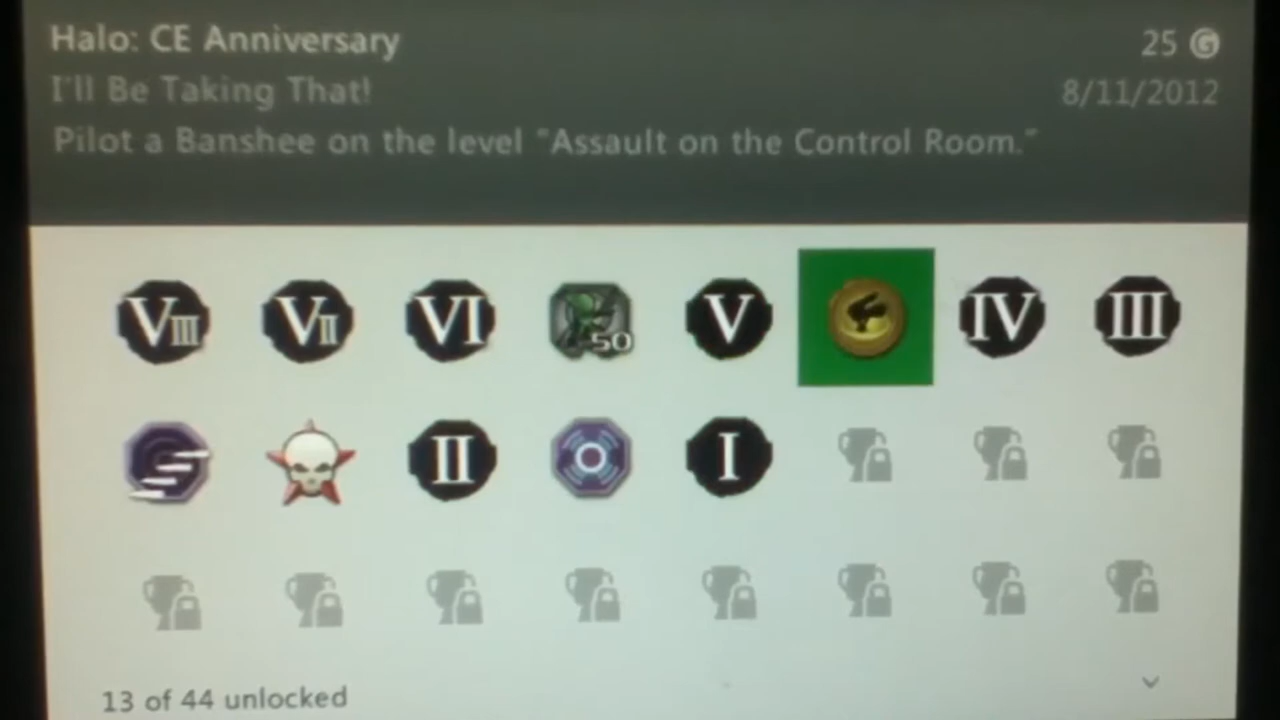 Halo: CE Anniversary 25 G
I'll Be Taking That! 8/11/2012
Pilot a Banshee on the level "Assault on the Control Room."
VIII VII VI 50 V IV III
II I
13 of 44 unlocked